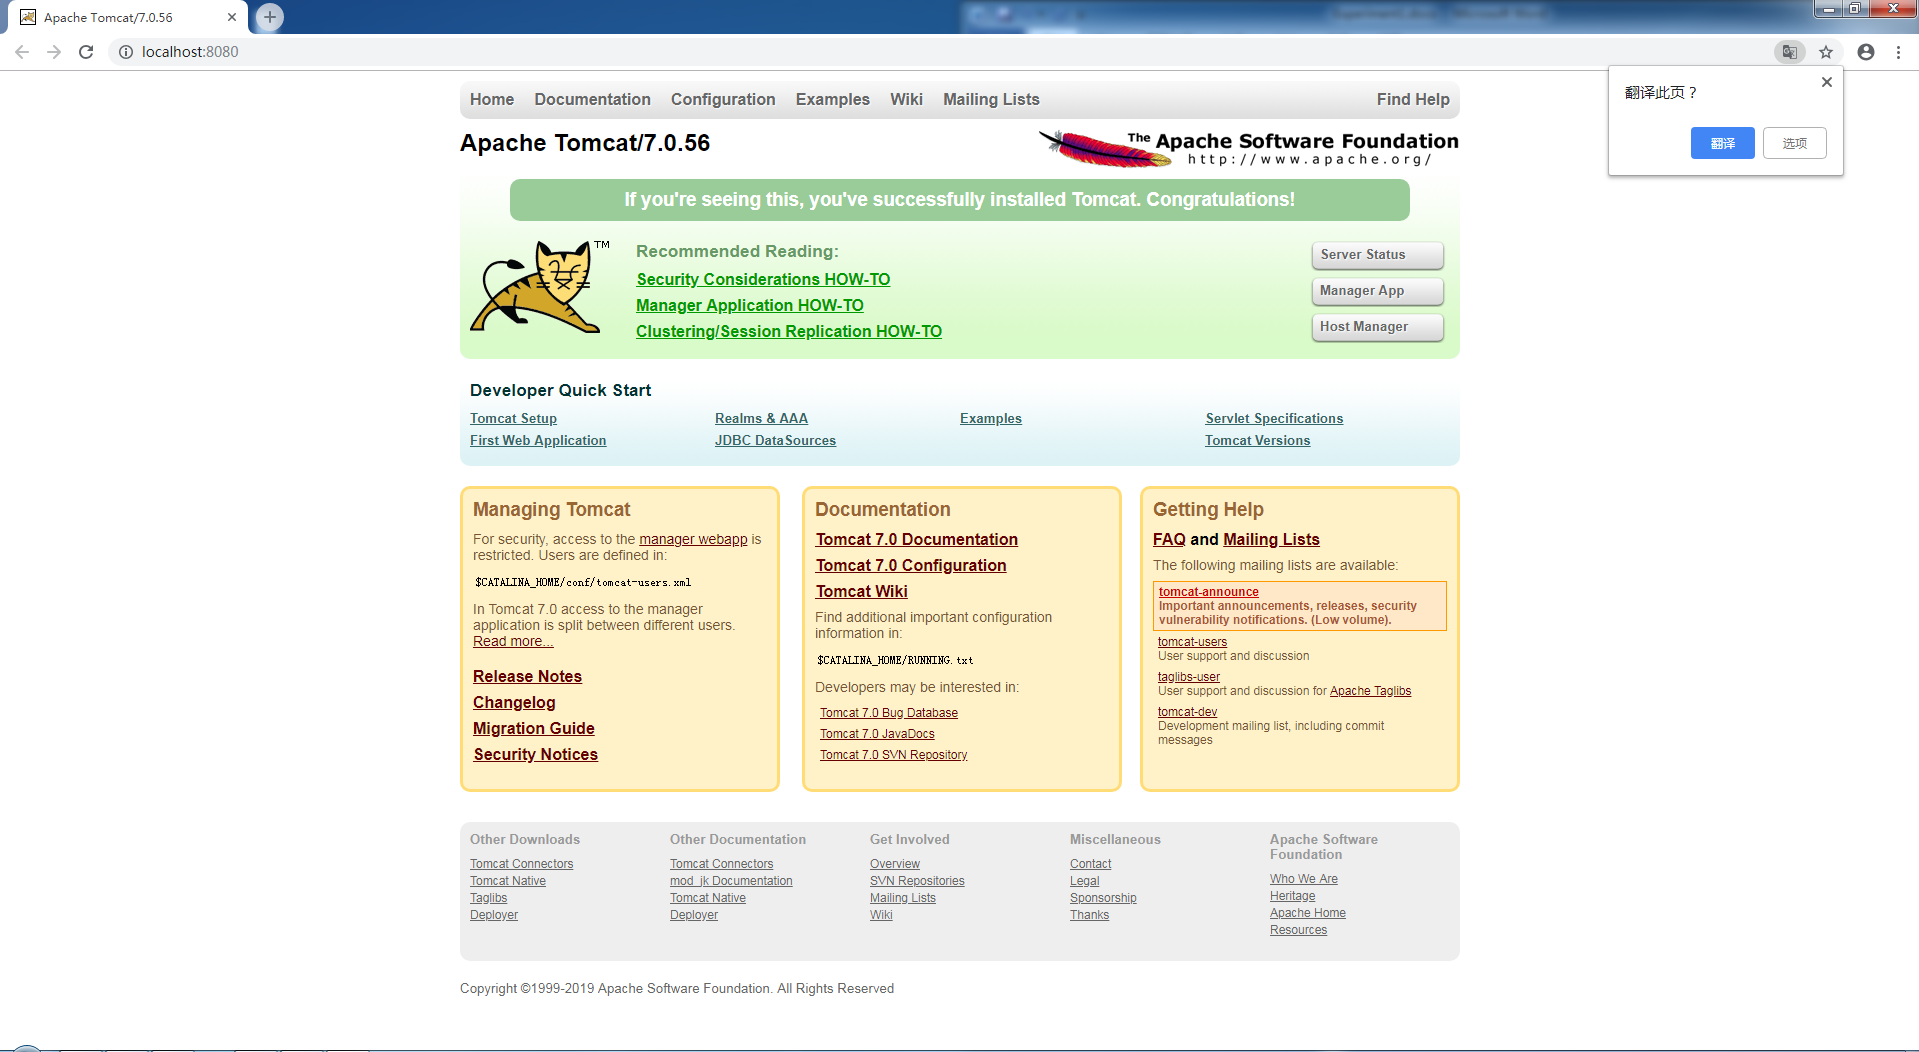 Apache Tomcat/7.0.56
localhost:8080
翻译此页？
翻译
选项
Home Documentation Configuration Examples Wiki Mailing Lists Find Help
Apache Tomcat/7.0.56
The Apache Software Foundation
http://www.apache.org/
If you're seeing this, you've successfully installed Tomcat. Congratulations!
TM
Recommended Reading:
Security Considerations HOW-TO
Manager Application HOW-TO
Clustering/Session Replication HOW-TO
Server Status
Manager App
Host Manager
Developer Quick Start
Tomcat Setup
First Web Application
Realms & AAA
JDBC DataSources
Examples
Servlet Specifications
Tomcat Versions
Managing Tomcat
For security, access to the manager webapp is
restricted. Users are defined in:
$CATALINA_HOME/conf/tomcat-users.xml
In Tomcat 7.0 access to the manager
application is split between different users.
Read more...
Release Notes
Changelog
Migration Guide
Security Notices
Documentation
Tomcat 7.0 Documentation
Tomcat 7.0 Configuration
Tomcat Wiki
Find additional important configuration
information in:
$CATALINA_HOME/RUNNING.txt
Developers may be interested in:
Tomcat 7.0 Bug Database
Tomcat 7.0 JavaDocs
Tomcat 7.0 SVN Repository
Getting Help
FAQ and Mailing Lists
The following mailing lists are available:
tomcat-announce
Important announcements, releases, security
vulnerability notifications. (Low volume).
tomcat-users
User support and discussion
taglibs-user
User support and discussion for Apache Taglibs
tomcat-dev
Development mailing list, including commit
messages
Other Downloads
Tomcat Connectors
Tomcat Native
Taglibs
Deployer
Other Documentation
Tomcat Connectors
mod_jk Documentation
Tomcat Native
Deployer
Get Involved
Overview
SVN Repositories
Mailing Lists
Wiki
Miscellaneous
Contact
Legal
Sponsorship
Thanks
Apache Software
Foundation
Who We Are
Heritage
Apache Home
Resources
Copyright ©1999-2019 Apache Software Foundation. All Rights Reserved